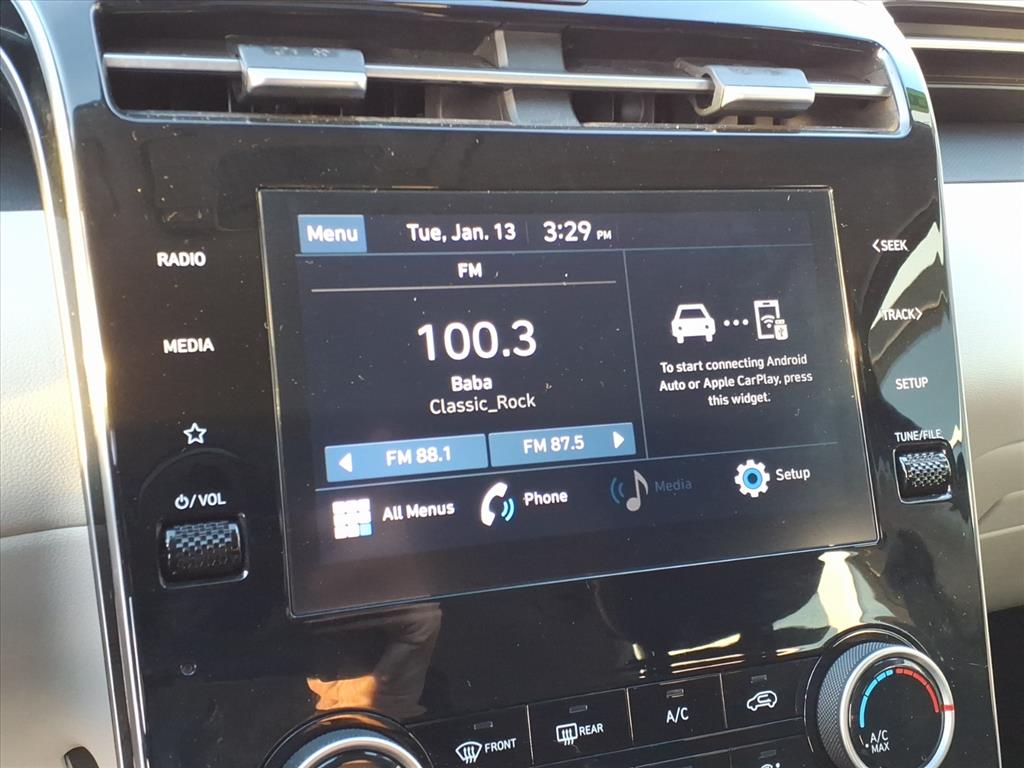 Menu Tue, Jan. 13 3:29 PM
FM
100.3
Baba
Classic_Rock
FM 88.1 FM 87.5
To start connecting Android
Auto or Apple CarPlay, press
this widget.
All Menus Phone Media Setup
RADIO
MEDIA
/VOL
<SEEK
TRACK>
SETUP
TUNE/FILE
FRONT
REAR
A/C
A/C
MAX